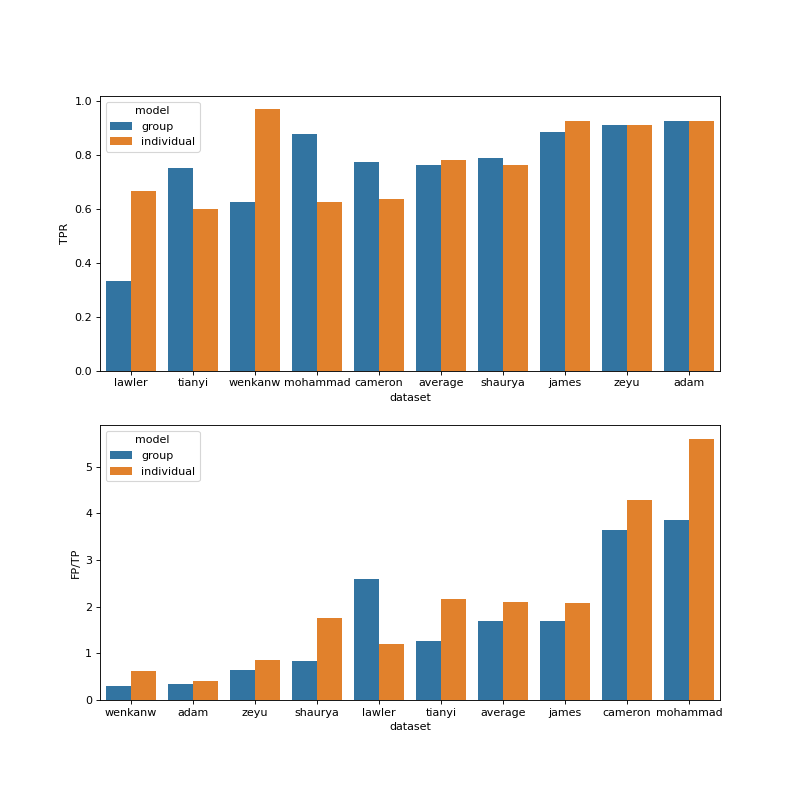 1.0
0.8
0.6
0.4
0.2
0.0
TPR
model
group
individual
lawler tianyi wenkanw mohammad cameron average shaurya james zeyu adam
dataset
5
4
3
2
1
0
FP/TP
model
group
individual
wenkanw adam zeyu shaurya lawler tianyi average james cameron mohammad
dataset